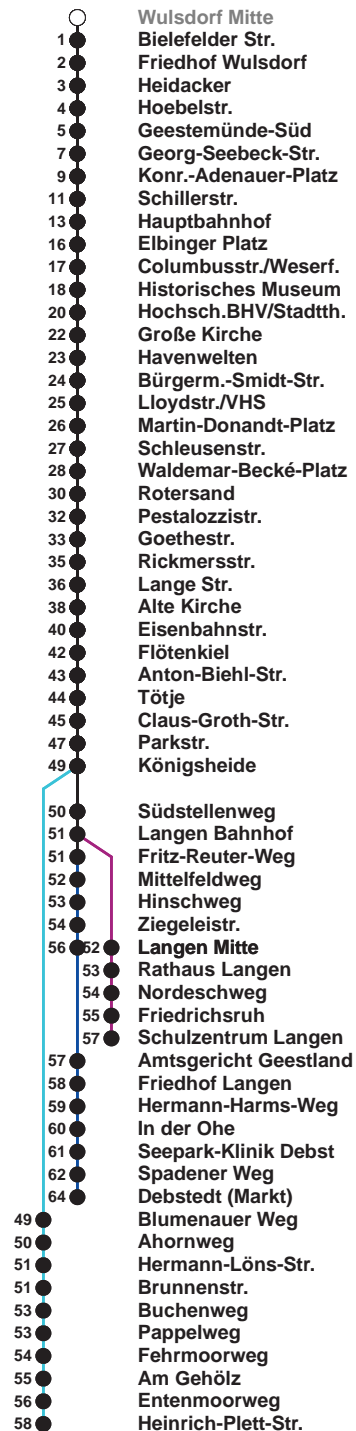 Wulsdorf Mitte
1 Bielefelder Str.
2 Friedhof Wulsdorf
3 Heidacker
4 Hoebelstr.
5 Geestemünde-Süd
7 Georg-Seebeck-Str.
9 Konr.-Adenauer-Platz
11 Schillerstr.
13 Hauptbahnhof
16 Elbinger Platz
17 Columbusstr./Weserf.
18 Historisches Museum
20 Hochsch.BHV/Stadtth.
22 Große Kirche
23 Havenwelten
24 Bürgerm.-Smidt-Str.
25 Lloydstr./VHS
26 Martin-Donandt-Platz
27 Schleusenstr.
28 Waldemar-Becké-Platz
30 Rotersand
32 Pestalozzistr.
33 Goethestr.
35 Rickmersstr.
36 Lange Str.
38 Alte Kirche
40 Eisenbahnstr.
42 Flötenkiel
43 Anton-Biehl-Str.
44 Tötje
45 Claus-Groth-Str.
47 Parkstr.
49 Königsheide
50 Südstellenweg
51 Langen Bahnhof
51 Fritz-Reuter-Weg
52 Mittelfeldweg
53 Hinschweg
54 Ziegeleistr.
56 52 Langen Mitte
53 Rathaus Langen
54 Nordeschweg
55 Friedrichsruh
57 Schulzentrum Langen
57 Amtsgericht Geestland
58 Friedhof Langen
59 Hermann-Harms-Weg
60 In der Ohe
61 Seepark-Klinik Debst
62 Spadener Weg
64 Debstedt (Markt)
49 Blumenauer Weg
50 Ahornweg
51 Hermann-Löns-Str.
51 Brunnenstr.
53 Buchenweg
53 Pappelweg
54 Fehrmoorweg
55 Am Gehölz
56 Entenmoorweg
58 Heinrich-Plett-Str.